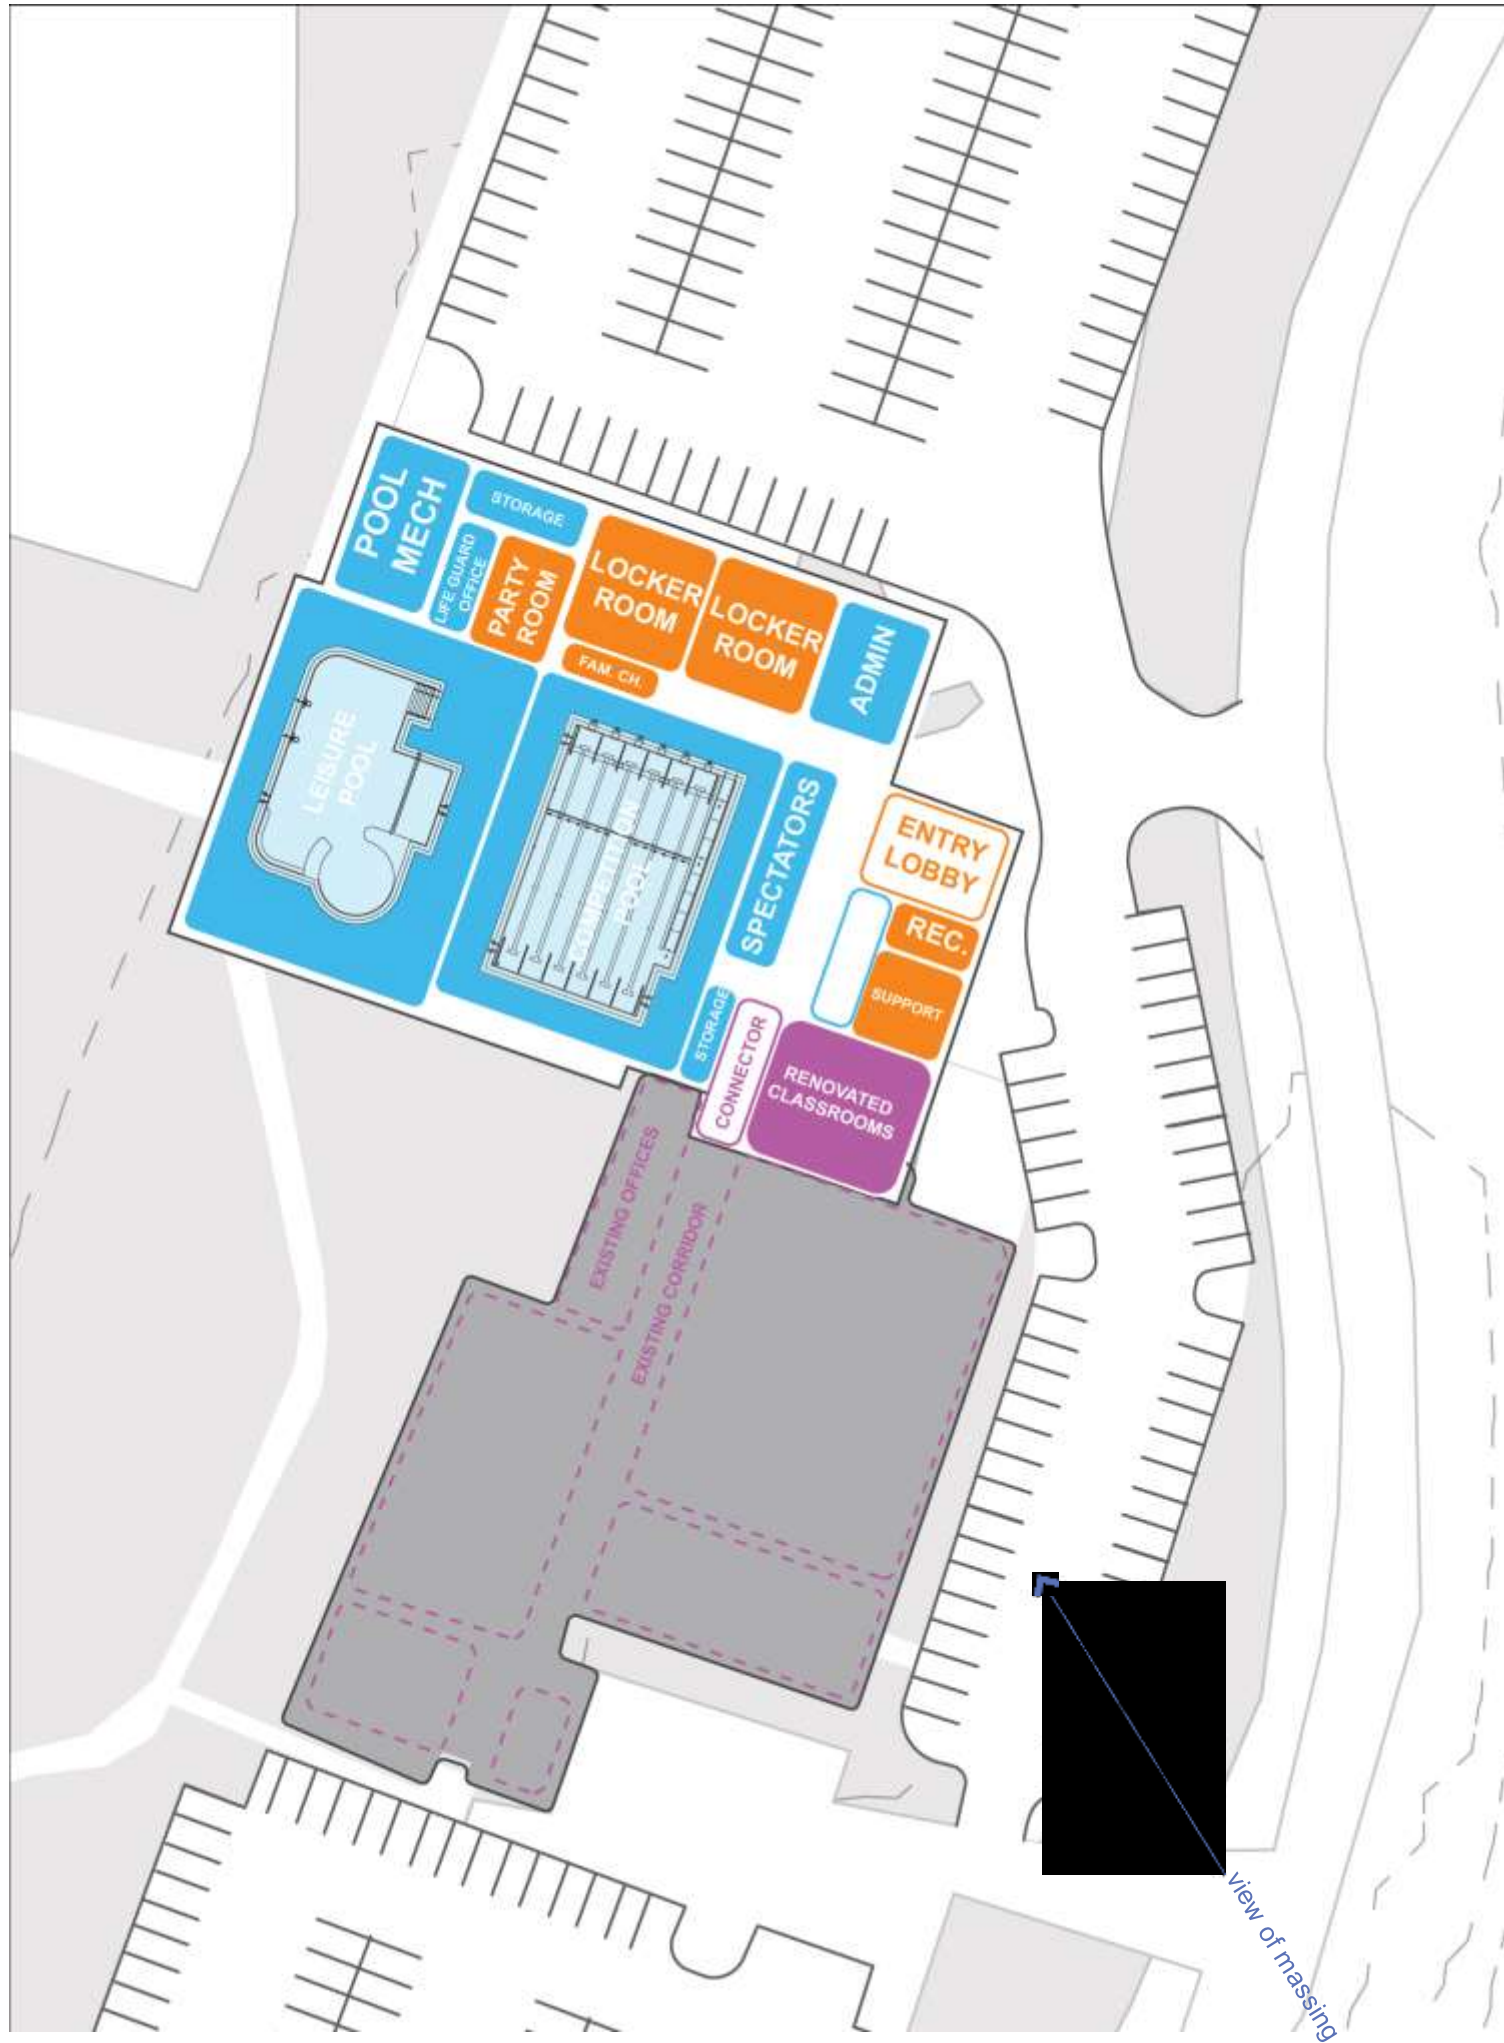 POOL
MECH
STORAGE
LIFE GUARD
OFFICE
PARTY
ROOM
LOCKER
ROOM
LOCKER
ROOM
FAM. CH.
ADMIN
LEISURE
POOL
COMPETITION
POOL
SPECTATORS
ENTRY
LOBBY
REC.
SUPPORT
STORAGE
CONNECTOR
RENOVATED
CLASSROOMS
EXISTING OFFICES
EXISTING CORRIDOR
view of massing